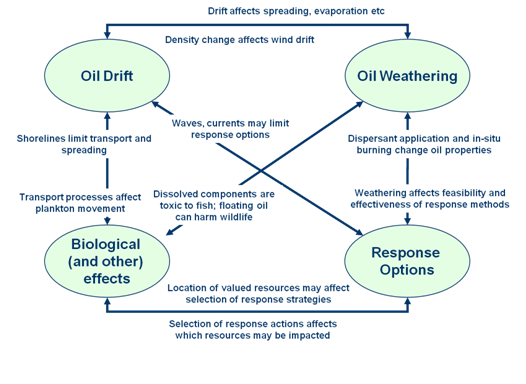 Drift affects spreading, evaporation etc
Density change affects wind drift
Oil Drift
Oil Weathering
Waves, currents may limit
response options
Shorelines limit transport and
spreading
Dispersant application and in-situ
burning change oil properties
Transport processes affect
plankton movement
Dissolved components are
toxic to fish; floating oil
can harm wildlife
Weathering affects feasibility and
effectiveness of response methods
Biological
(and other)
effects
Response
Options
Location of valued resources may affect
selection of response strategies
Selection of response actions affects
which resources may be impacted